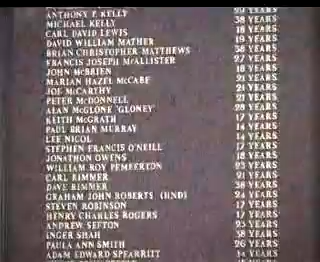 ANTHONY P. KELLY 29 YEARS
MICHAEL KELLY 38 YEARS
CARL DAVID LEWIS 18 YEARS
DAVID WILLIAM MATHER 19 YEARS
BRIAN CHRISTOPHER MATTHEWS 38 YEARS
FRANCIS JOSEPH McALLISTER 27 YEARS
JOHN McBRIEN 18 YEARS
MARIAN HAZEL McCABE 21 YEARS
JOE McCARTHY 21 YEARS
PETER McDONNELL 21 YEARS
ALAN McGLONE 'GLONEY' 28 YEARS
KEITH McGRATH 17 YEARS
PAUL BRIAN MURRAY 14 YEARS
LEE NICOL 14 YEARS
STEPHEN FRANCIS O'NEILL 17 YEARS
JONATHON OWENS 18 YEARS
WILLIAM ROY PEMBERTON 23 YEARS
CARL RIMMER 21 YEARS
DAVE RIMMER 38 YEARS
GRAHAM JOHN ROBERTS (HND) 24 YEARS
STEVEN ROBINSON 17 YEARS
HENRY CHARLES ROGERS 17 YEARS
ANDREW SEFTON 23 YEARS
INGER SHAH 38 YEARS
PAULA ANN SMITH 26 YEARS
ADAM EDWARD SPEARRITT 14 YEARS